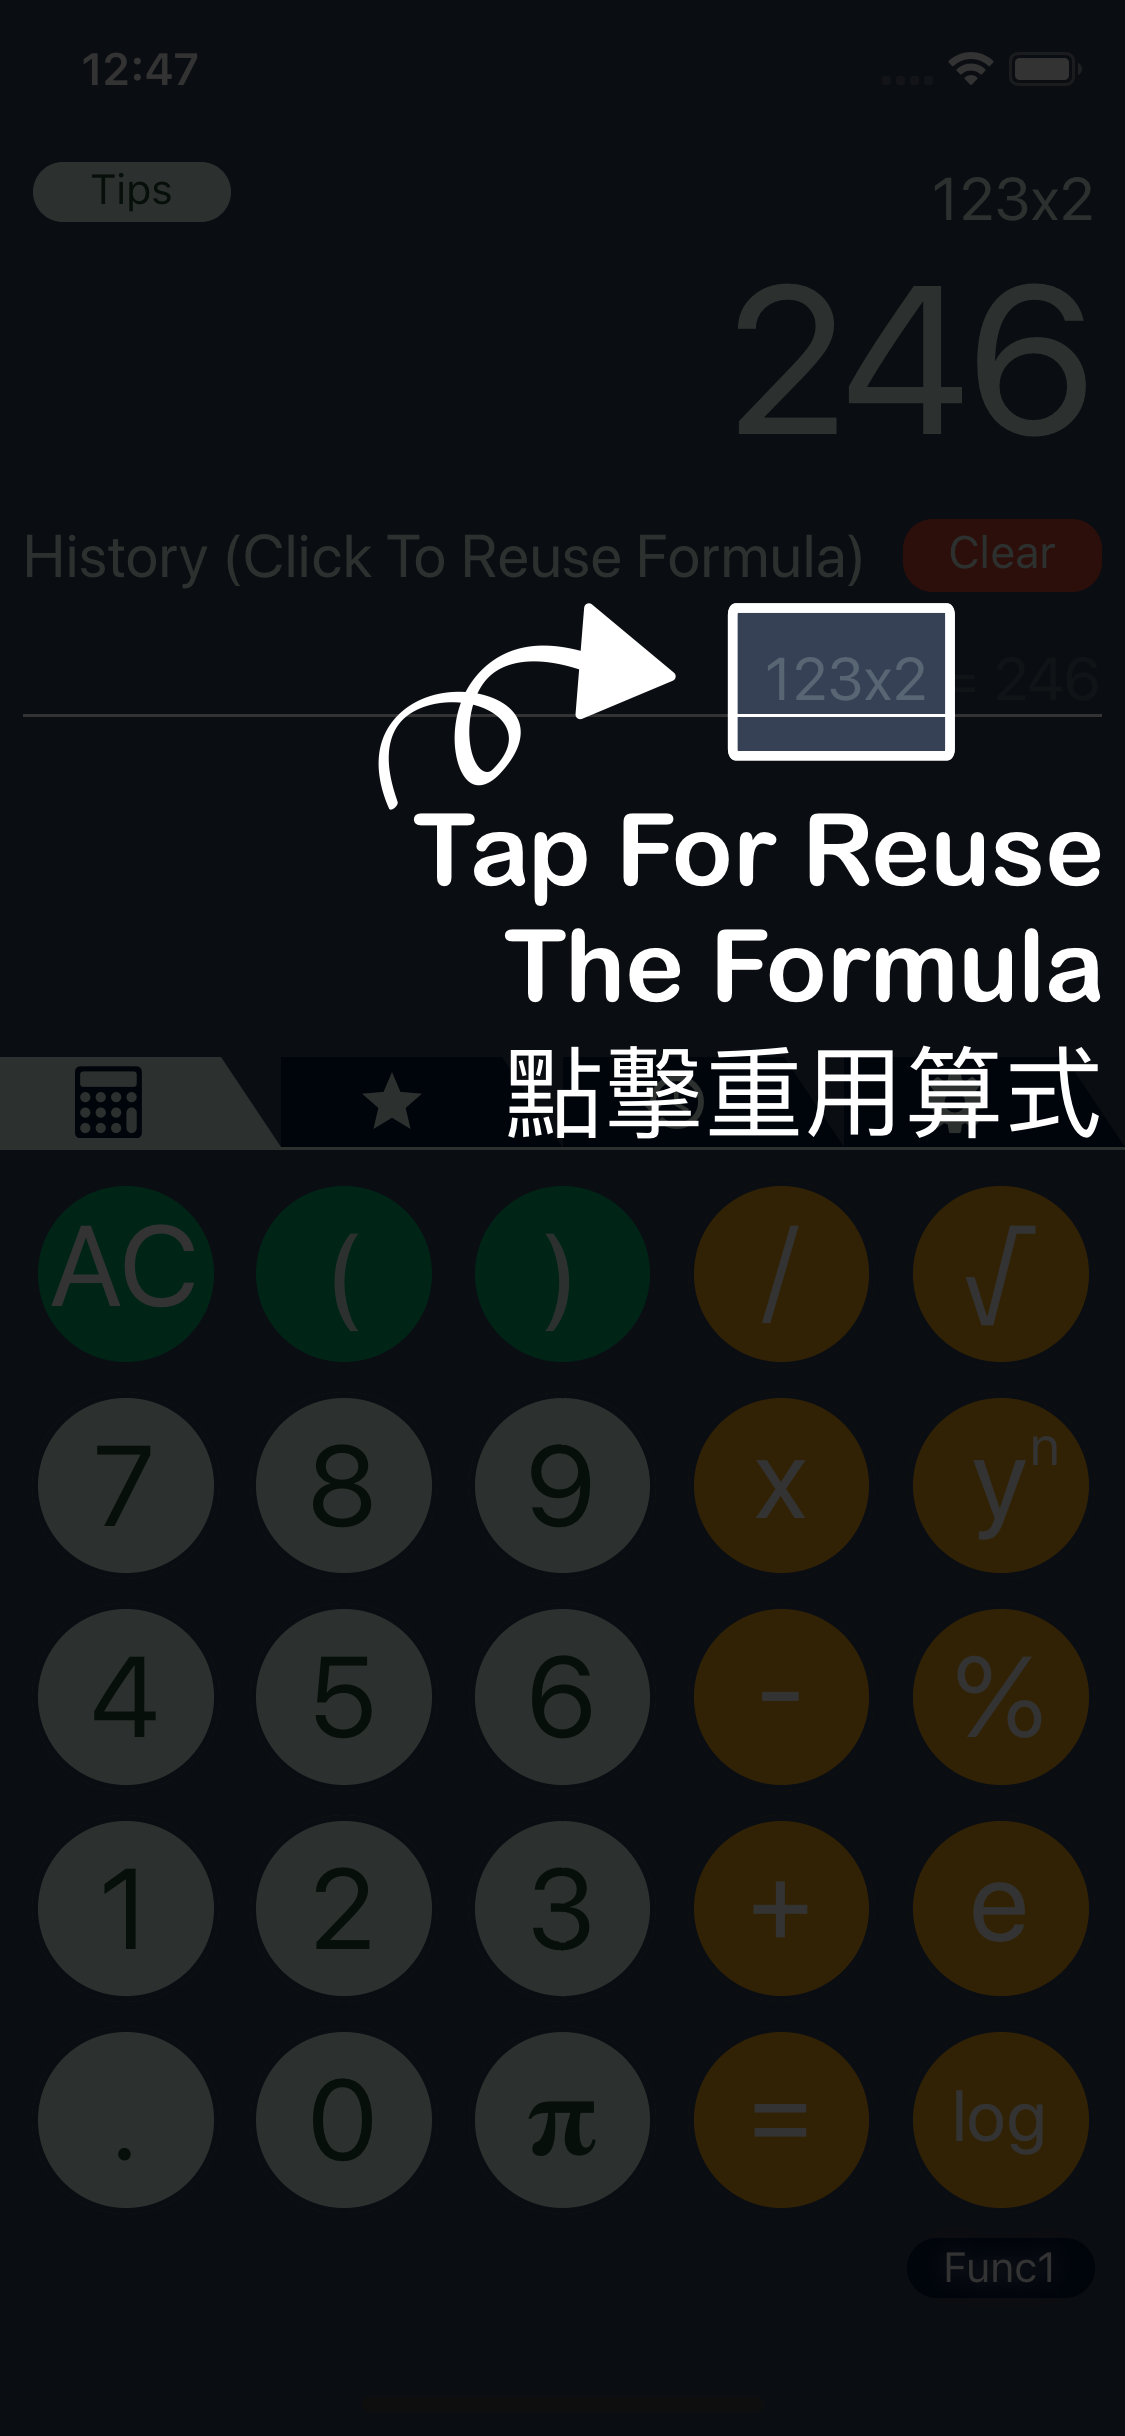 12:47
Tips
123x2
246
History (Click To Reuse Formula)
Clear
123x2 = 246
Tap For Reuse
The Formula
點擊重用算式
AC ( ) / √
7 8 9 x yⁿ
4 5 6 - %
1 2 3 + e
. 0 π = log
Func1